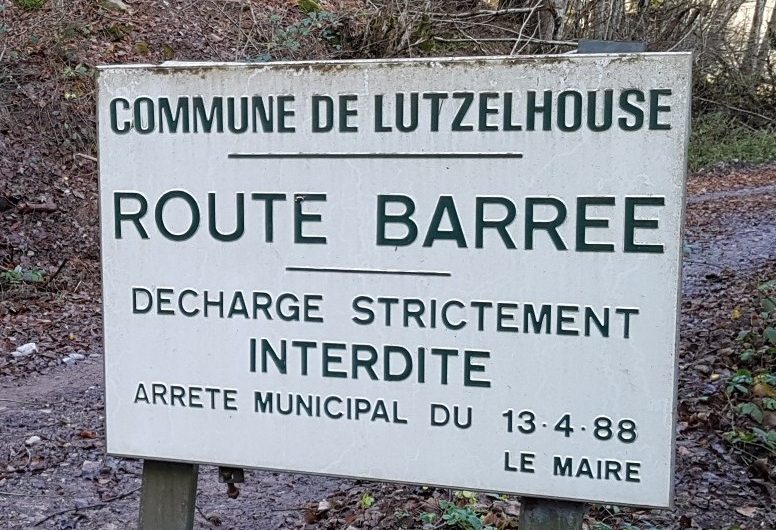 COMMUNE DE LUTZELHOUSE
ROUTE BARREE
DECHARGE STRICTEMENT
INTERDITE
ARRETE MUNICIPAL DU 13·4·88
LE MAIRE